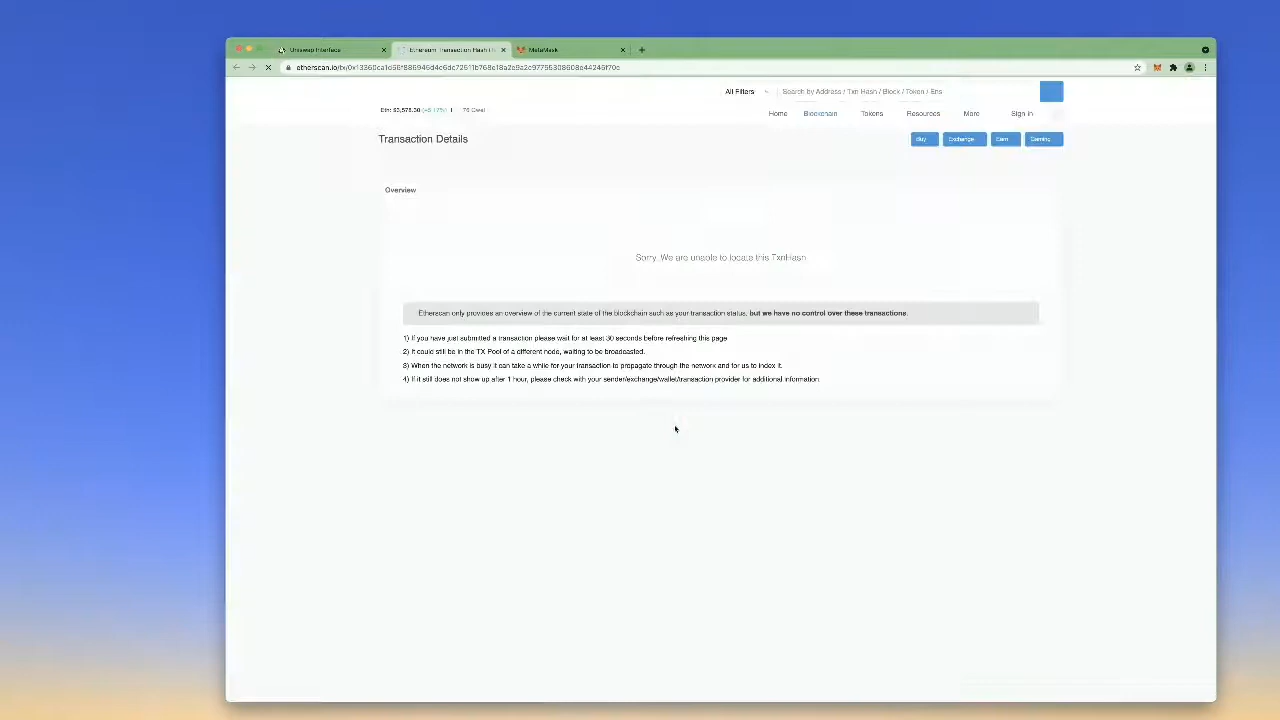 Uniswap Interface
Ethereum Transaction Hash (T
MetaMask
All Filters
Search by Address / Txn Hash / Block / Token / Ens
76 Gwei
Home Blockchain Tokens Resources More Sign In
Transaction Details
Buy Exchange Earn Gaming
Overview
Sorry, We are unable to locate this TxnHash
Etherscan only provides an overview of the current state of the blockchain such as your transaction status, but we have no control over these transactions.
1) If you have just submitted a transaction please wait for at least 30 seconds before refreshing this page
2) It could still be in the TX Pool of a different node, waiting to be broadcasted.
3) When the network is busy it can take a while for your transaction to propagate through the network and for us to index it.
4) If it still does not show up after 1 hour, please check with your sender/exchange/wallet/transaction provider for additional information.